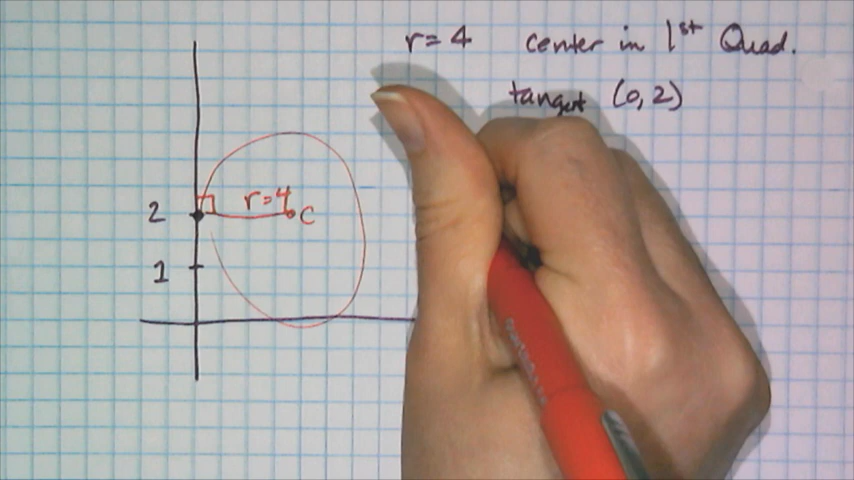 r=4 center in 1st Quad.
tangent (0,2)
r=4
2 C
1